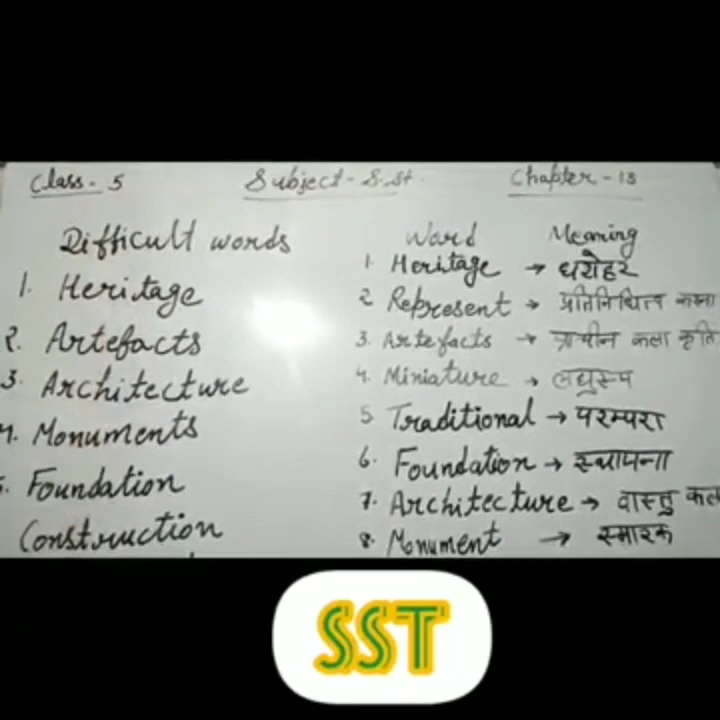 Class - 5 Subject - S.St. Chapter - 13
Difficult words
1. Heritage
2. Artefacts
3. Architecture
4. Monuments
5. Foundation
Construction
Word Meaning
1. Heritage → धरोहर
2. Represent → प्रतिनिधित्व करना
3. Artefacts → प्राचीन कला कृति
4. Miniature → लघुरूप
5 Traditional → परम्परा
6. Foundation → स्थापना
7. Architecture → वास्तु कला
8. Monument → स्मारक
SST